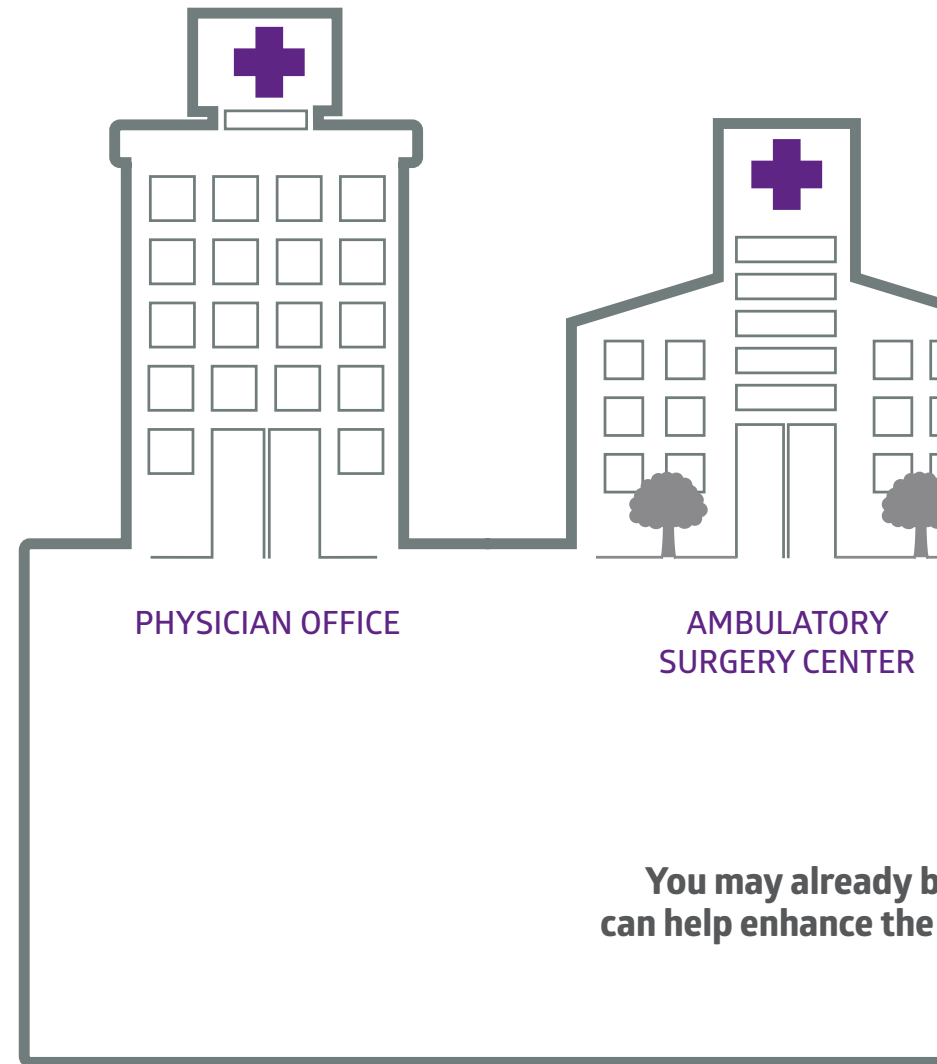 PHYSICIAN OFFICE
AMBULATORY
SURGERY CENTER
You may already b
can help enhance the